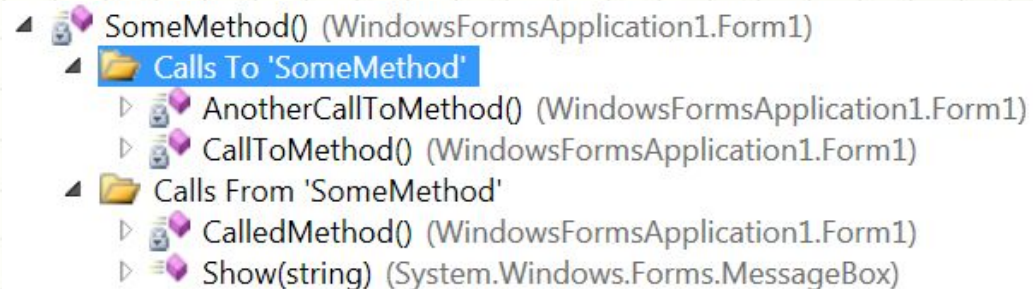 SomeMethod() (WindowsFormsApplication1.Form1)
Calls To 'SomeMethod'
AnotherCallToMethod() (WindowsFormsApplication1.Form1)
CallToMethod() (WindowsFormsApplication1.Form1)
Calls From 'SomeMethod'
CalledMethod() (WindowsFormsApplication1.Form1)
Show(string) (System.Windows.Forms.MessageBox)